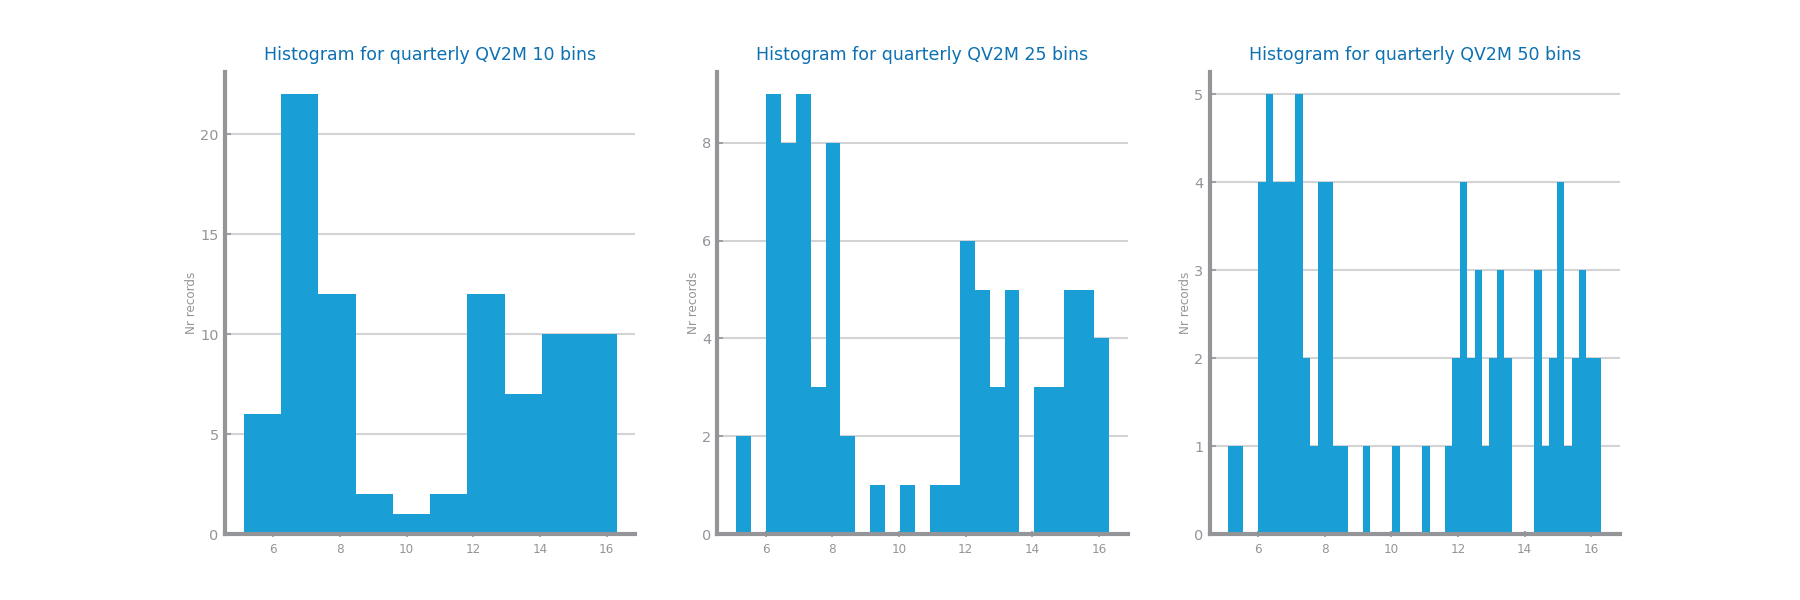 Histogram for quarterly QV2M 10 bins
Nr records
20
15
10
5
0
6 8 10 12 14 16
Histogram for quarterly QV2M 25 bins
Nr records
8
6
4
2
0
6 8 10 12 14 16
Histogram for quarterly QV2M 50 bins
Nr records
5
4
3
2
1
0
6 8 10 12 14 16